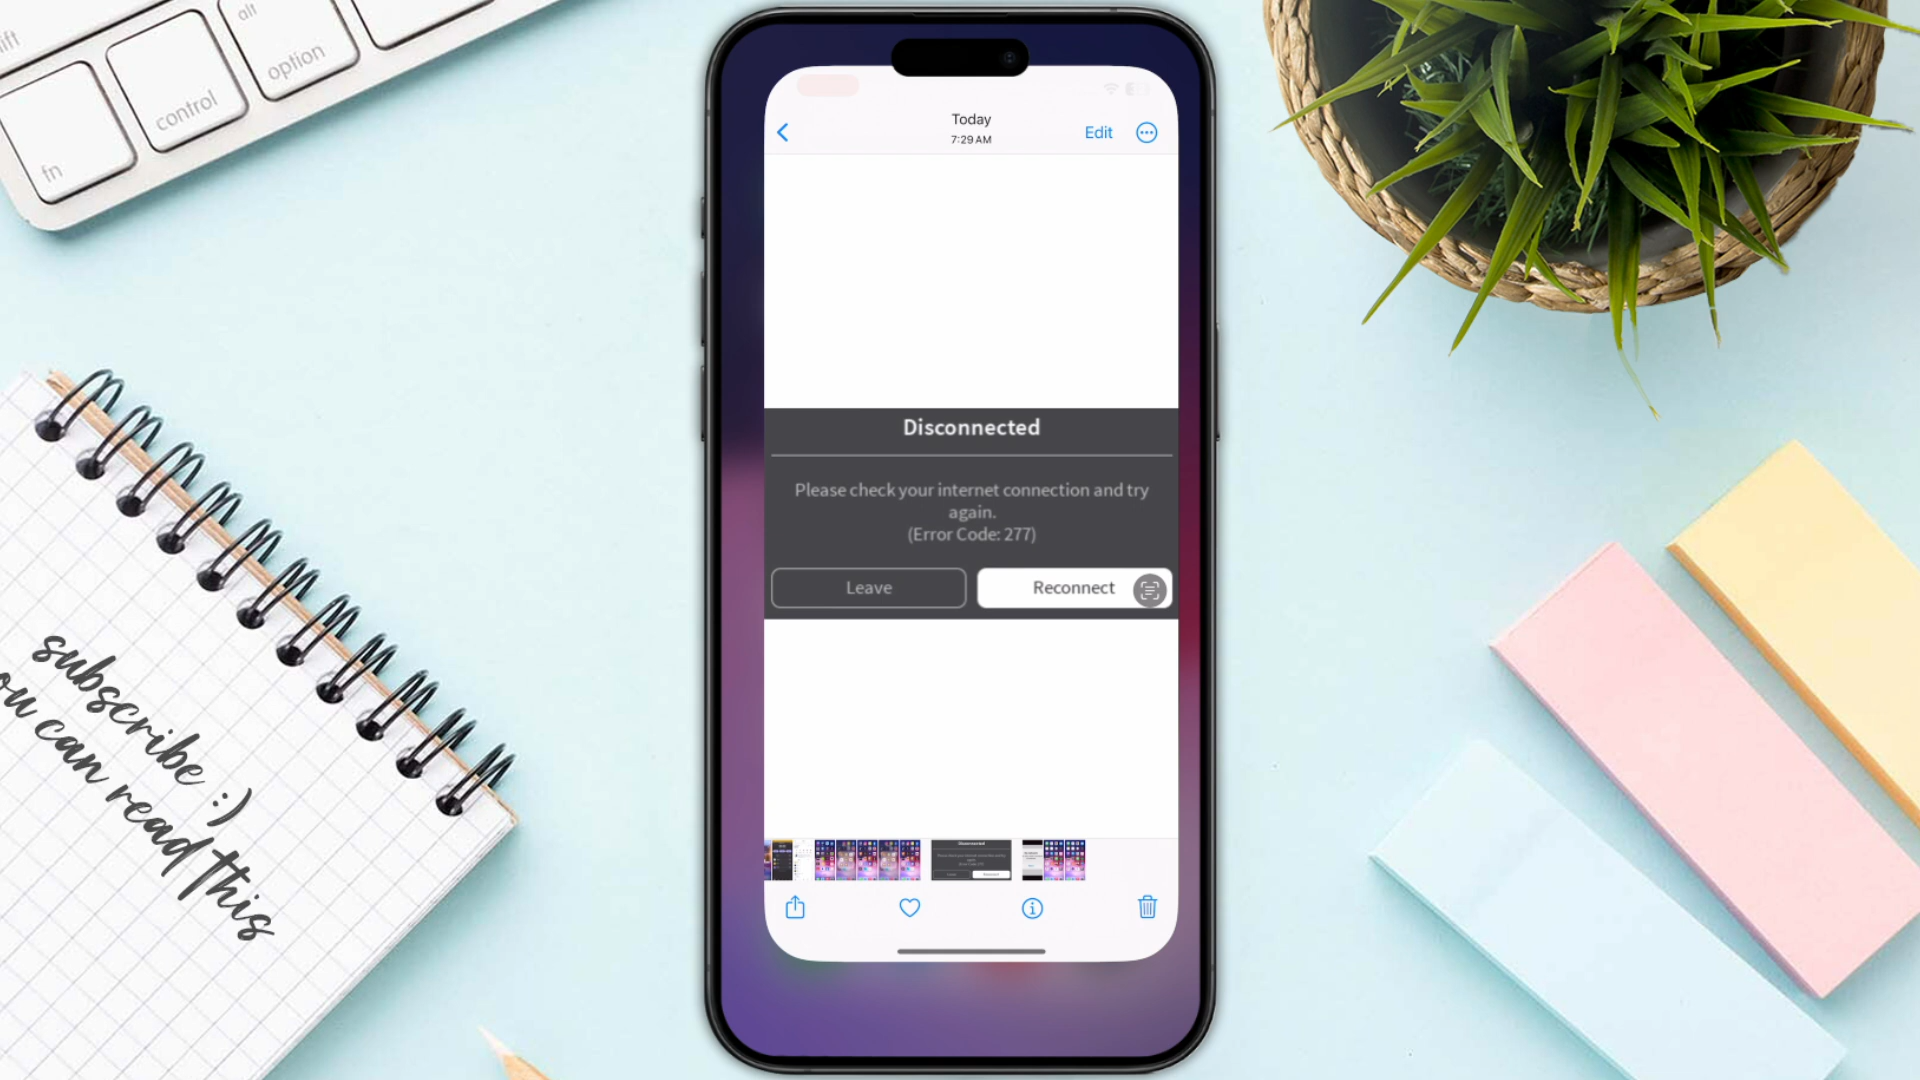 alt
option
control
fn
Today
7:29 AM
Edit
Disconnected
Please check your internet connection and try
again.
(Error Code: 277)
Leave
Reconnect
subscribe :)
you can read this